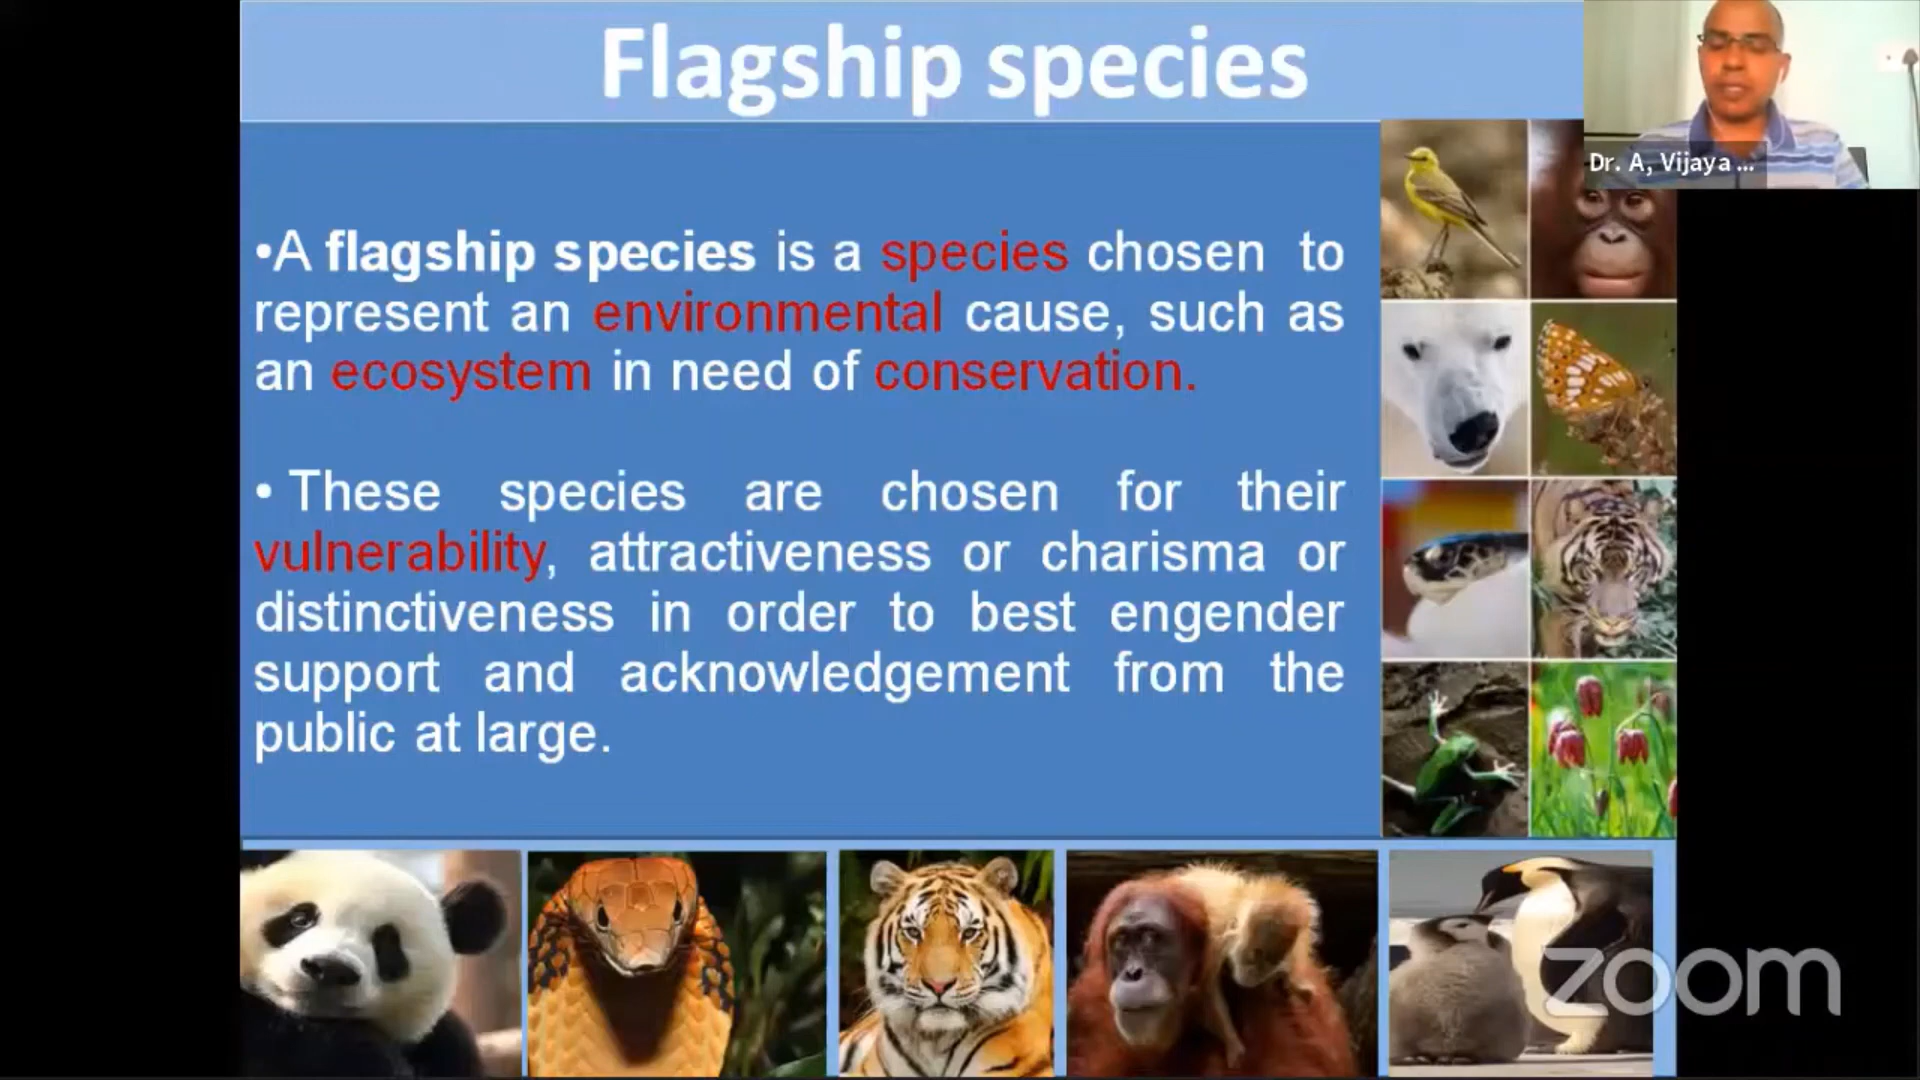 Flagship species
Dr. A, Vijaya ...
•A flagship species is a species chosen to
represent an environmental cause, such as
an ecosystem in need of conservation.
• These species are chosen for their
vulnerability, attractiveness or charisma or
distinctiveness in order to best engender
support and acknowledgement from the
public at large.
zoom